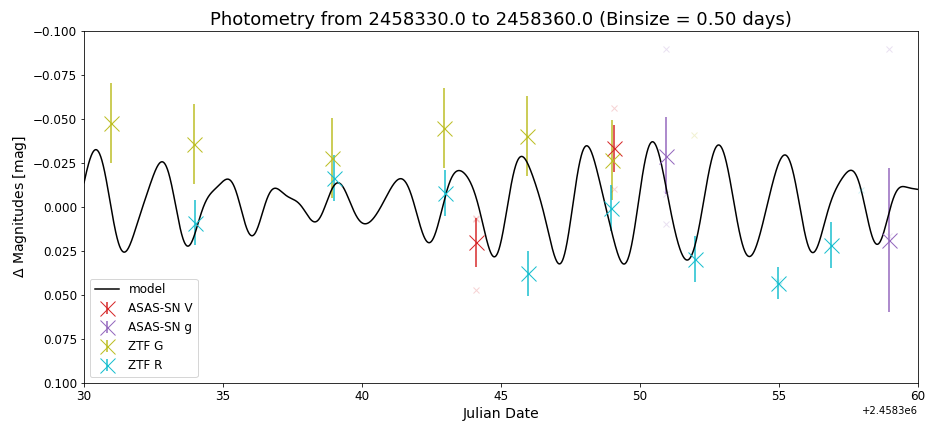 Photometry from 2458330.0 to 2458360.0 (Binsize = 0.50 days)
−0.100
−0.075
−0.050
−0.025
0.000
0.025
0.050
0.075
0.100
Δ Magnitudes [mag]
model
ASAS-SN V
ASAS-SN g
ZTF G
ZTF R
30 35 40 45 50 55 60
+2.4583e6
Julian Date